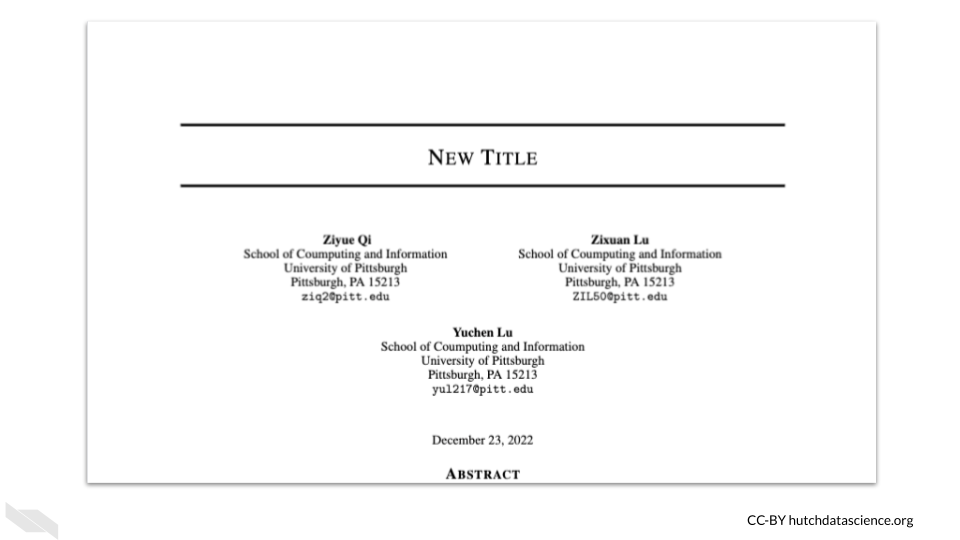 NEW TITLE
Ziyue Qi
School of Coumputing and Information
University of Pittsburgh
Pittsburgh, PA 15213
ziq2@pitt.edu
Zixuan Lu
School of Coumputing and Information
University of Pittsburgh
Pittsburgh, PA 15213
ZIL50@pitt.edu
Yuchen Lu
School of Coumputing and Information
University of Pittsburgh
Pittsburgh, PA 15213
yul217@pitt.edu
December 23, 2022
ABSTRACT
CC-BY hutchdatascience.org